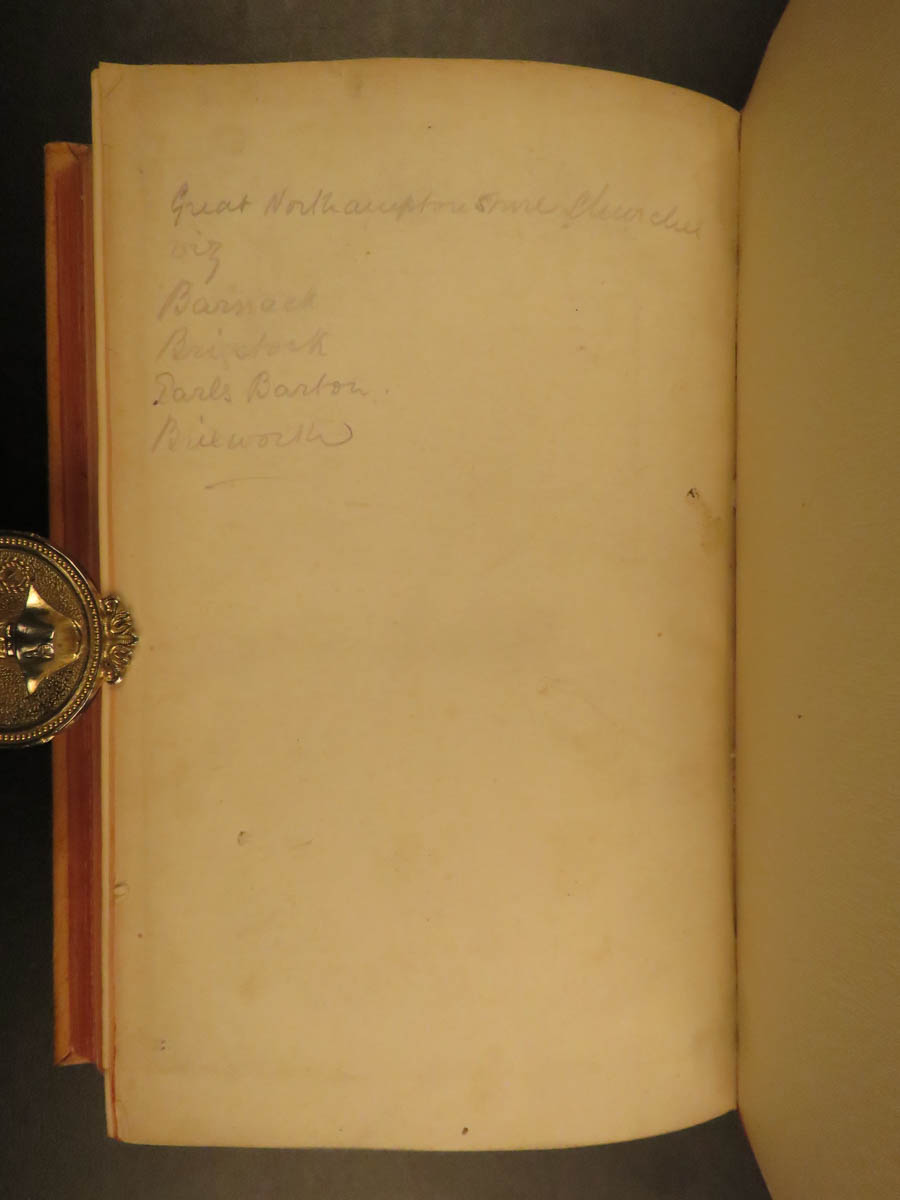 Great Northamptonshire Churches
viz
Barnack
Brigstock
Earls Barton.
Brixworth